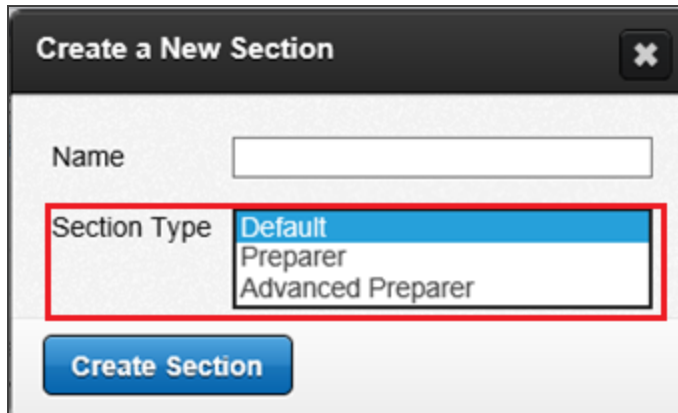 Create a New Section
Name
Section Type
Default
Preparer
Advanced Preparer
Create Section